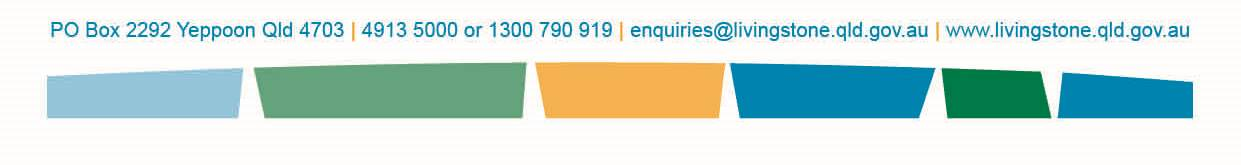 PO Box 2292 Yeppoon Qld 4703 | 4913 5000 or 1300 790 919 | enquiries@livingstone.qld.gov.au | www.livingstone.qld.gov.au